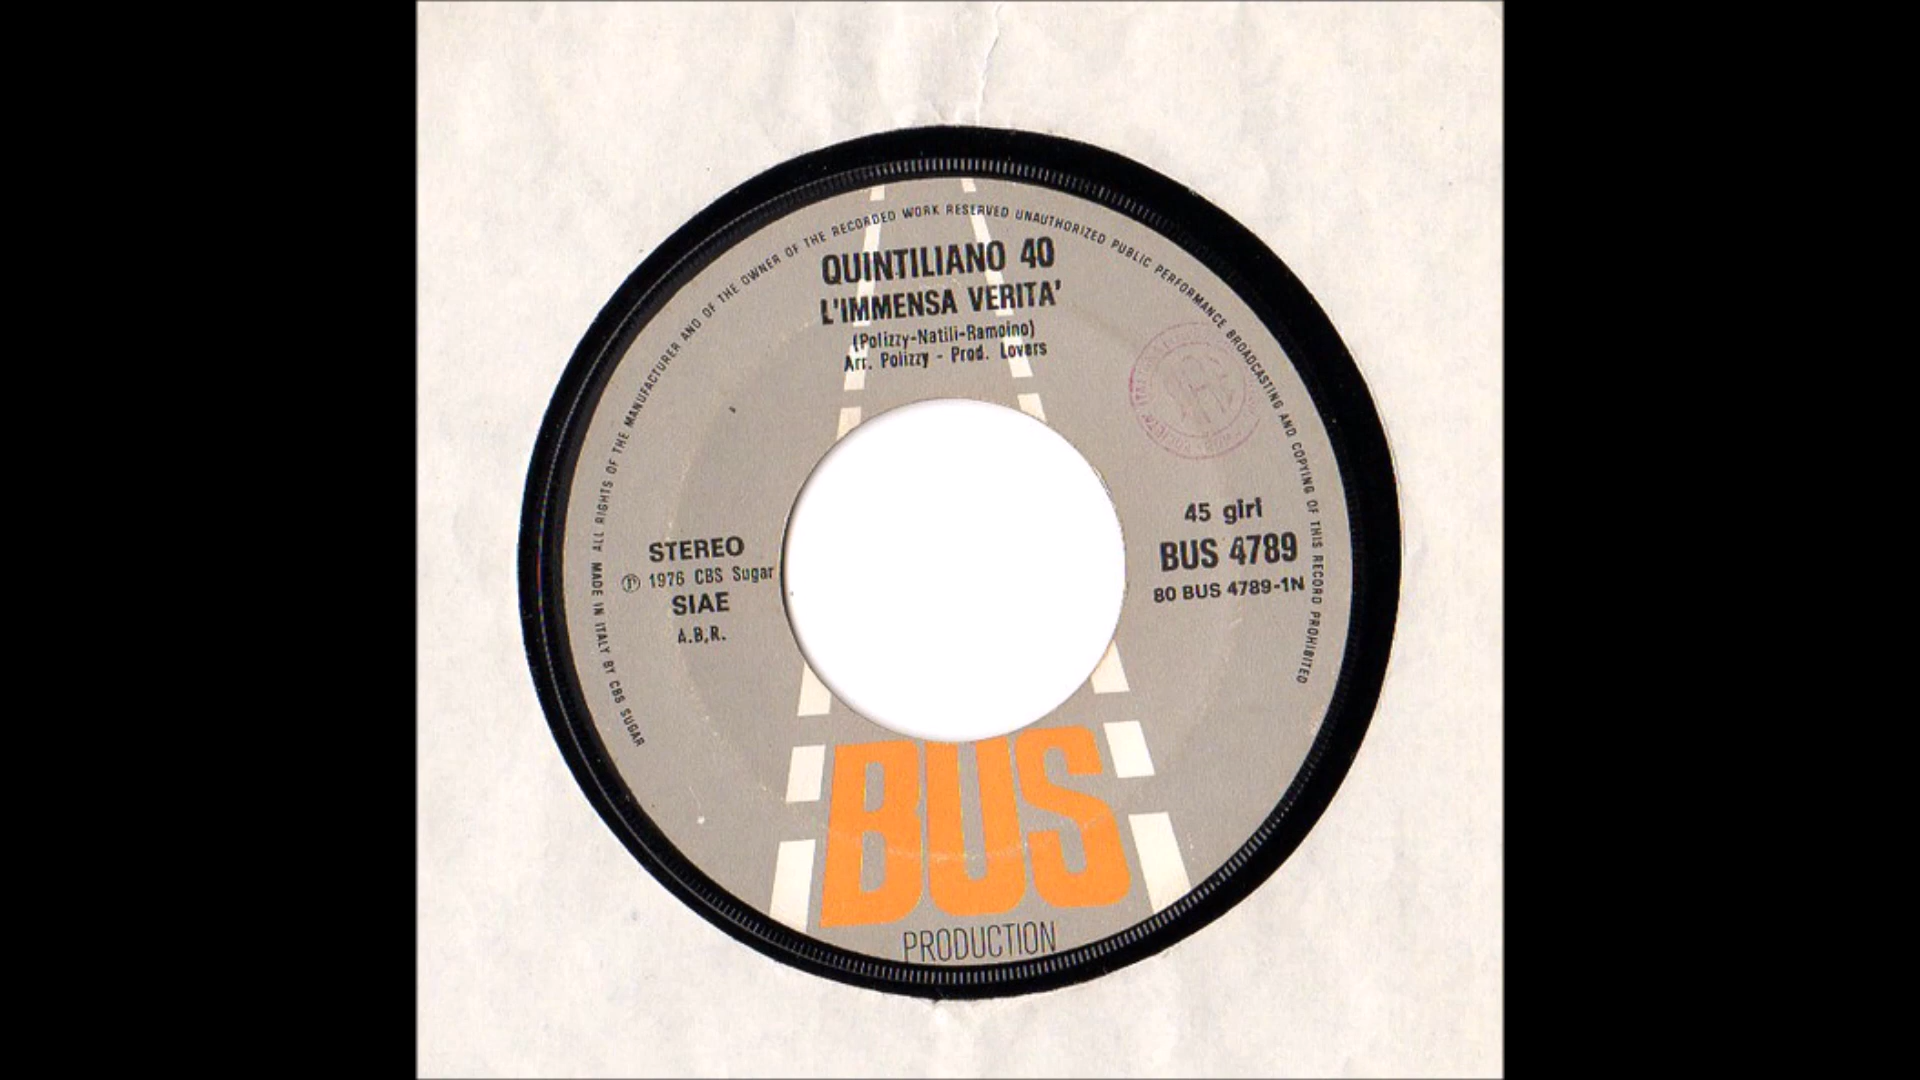 ALL RIGHTS OF THE MANUFACTURER AND OF THE OWNER OF THE RECORDED WORK RESERVED UNAUTHORIZED PUBLIC PERFORMANCE BROADCASTING AND COPYING OF THIS RECORD PROHIBITED
QUINTILIANO 40
L'IMMENSA VERITA'
(Polizzy-Natili-Ramoino)
Arr. Polizzy - Prod. Lovers
STEREO
Ⓟ 1976 CBS Sugar
SIAE
A.B.R.
45 giri
BUS 4789
80 BUS 4789-1N
MADE IN ITALY BY CBS SUGAR
BUS
PRODUCTION